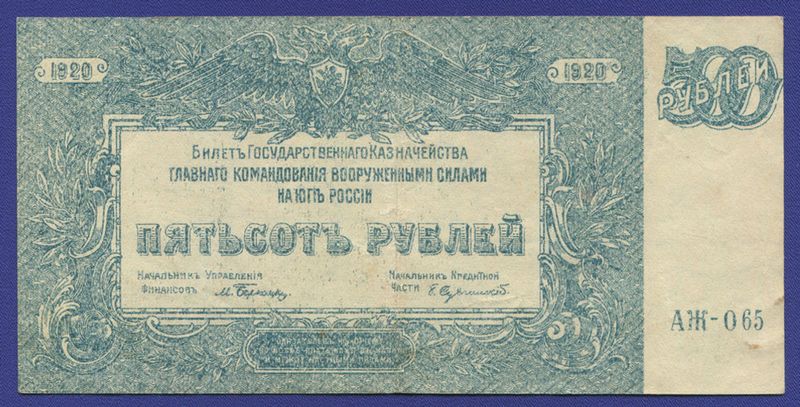 1920
1920
500
РУБЛЕЙ
БИЛЕТЪ ГОСУДАРСТВЕННАГО КАЗНАЧЕЙСТВА
ГЛАВНАГО КОМАНДОВАНІЯ ВООРУЖЕННЫМИ СИЛАМИ
НА ЮГѢ РОССІИ
ПЯТЬСОТЪ РУБЛЕЙ
НАЧАЛЬНИКЪ УПРАВЛЕНІЯ
ФИНАНСОВЪ
НАЧАЛЬНИКЪ КРЕДИТНОЙ
ЧАСТИ
АЖ-065